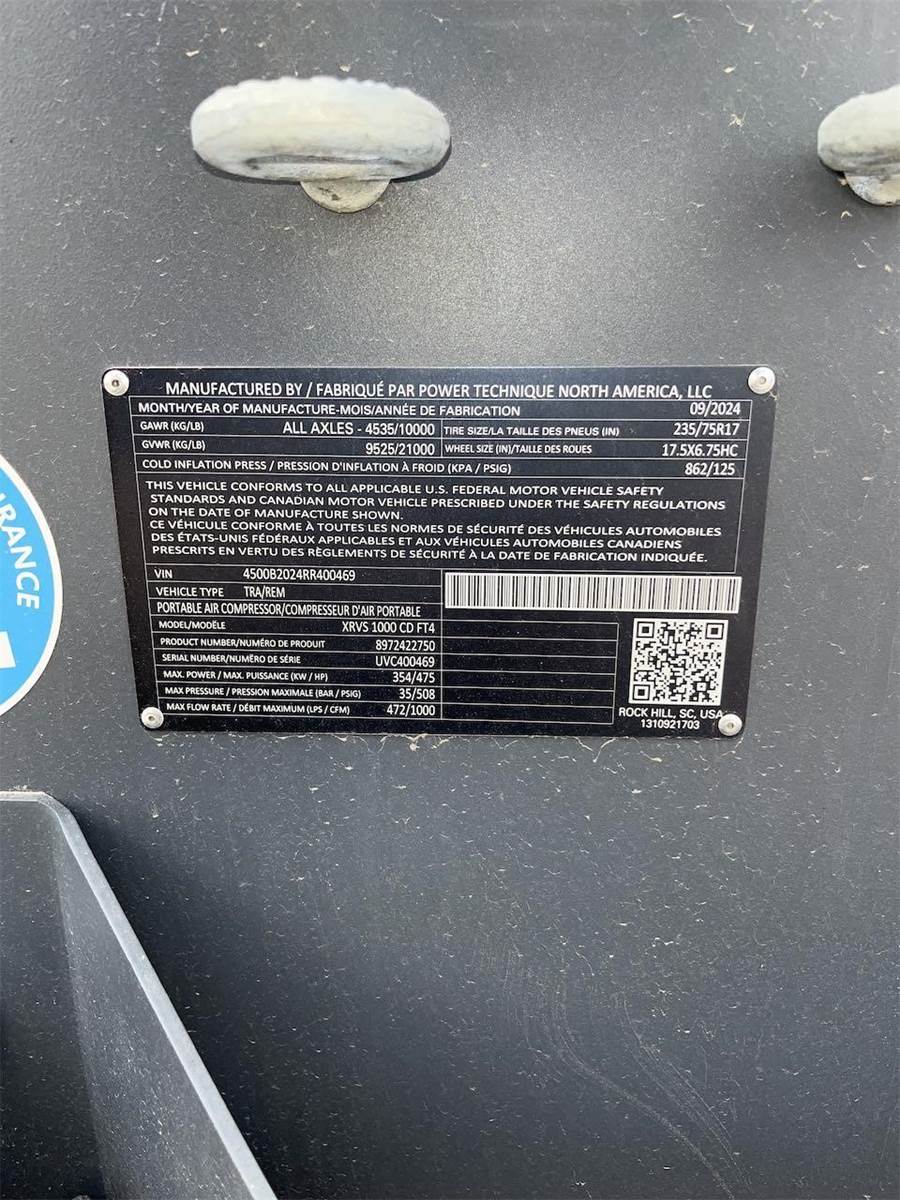 MANUFACTURED BY / FABRIQUÉ PAR POWER TECHNIQUE NORTH AMERICA, LLC
MONTH/YEAR OF MANUFACTURE-MOIS/ANNÉE DE FABRICATION 09/2024
GAWR (KG/LB) ALL AXLES - 4535/10000 TIRE SIZE/LA TAILLE DES PNEUS (IN) 235/75R17
GVWR (KG/LB) 9525/21000 WHEEL SIZE (IN)/TAILLE DES ROUES 17.5X6.75HC
COLD INFLATION PRESS / PRESSION D'INFLATION À FROID (KPA / PSIG) 862/125
THIS VEHICLE CONFORMS TO ALL APPLICABLE U.S. FEDERAL MOTOR VEHICLE SAFETY
STANDARDS AND CANADIAN MOTOR VEHICLE PRESCRIBED UNDER THE SAFETY REGULATIONS
ON THE DATE OF MANUFACTURE SHOWN.
CE VÉHICULE CONFORME À TOUTES LES NORMES DE SÉCURITÉ DES VÉHICULES AUTOMOBILES
DES ÉTATS-UNIS FÉDÉRAUX APPLICABLES ET AUX VÉHICULES AUTOMOBILES CANADIENS
PRESCRITS EN VERTU DES RÈGLEMENTS DE SÉCURITÉ À LA DATE DE FABRICATION INDIQUÉE.
VIN 4500B2024RR400469
VEHICLE TYPE TRA/REM
PORTABLE AIR COMPRESSOR/COMPRESSEUR D'AIR PORTABLE
MODEL/MODÈLE XRVS 1000 CD FT4
PRODUCT NUMBER/NUMÉRO DE PRODUIT 8972422750
SERIAL NUMBER/NUMÉRO DE SÉRIE UVC400469
MAX. POWER / MAX. PUISSANCE (KW / HP) 354/475
MAX PRESSURE / PRESSION MAXIMALE (BAR / PSIG) 35/508
MAX FLOW RATE / DÉBIT MAXIMUM (LPS / CFM) 472/1000
ROCK HILL, SC, USA
1310921703